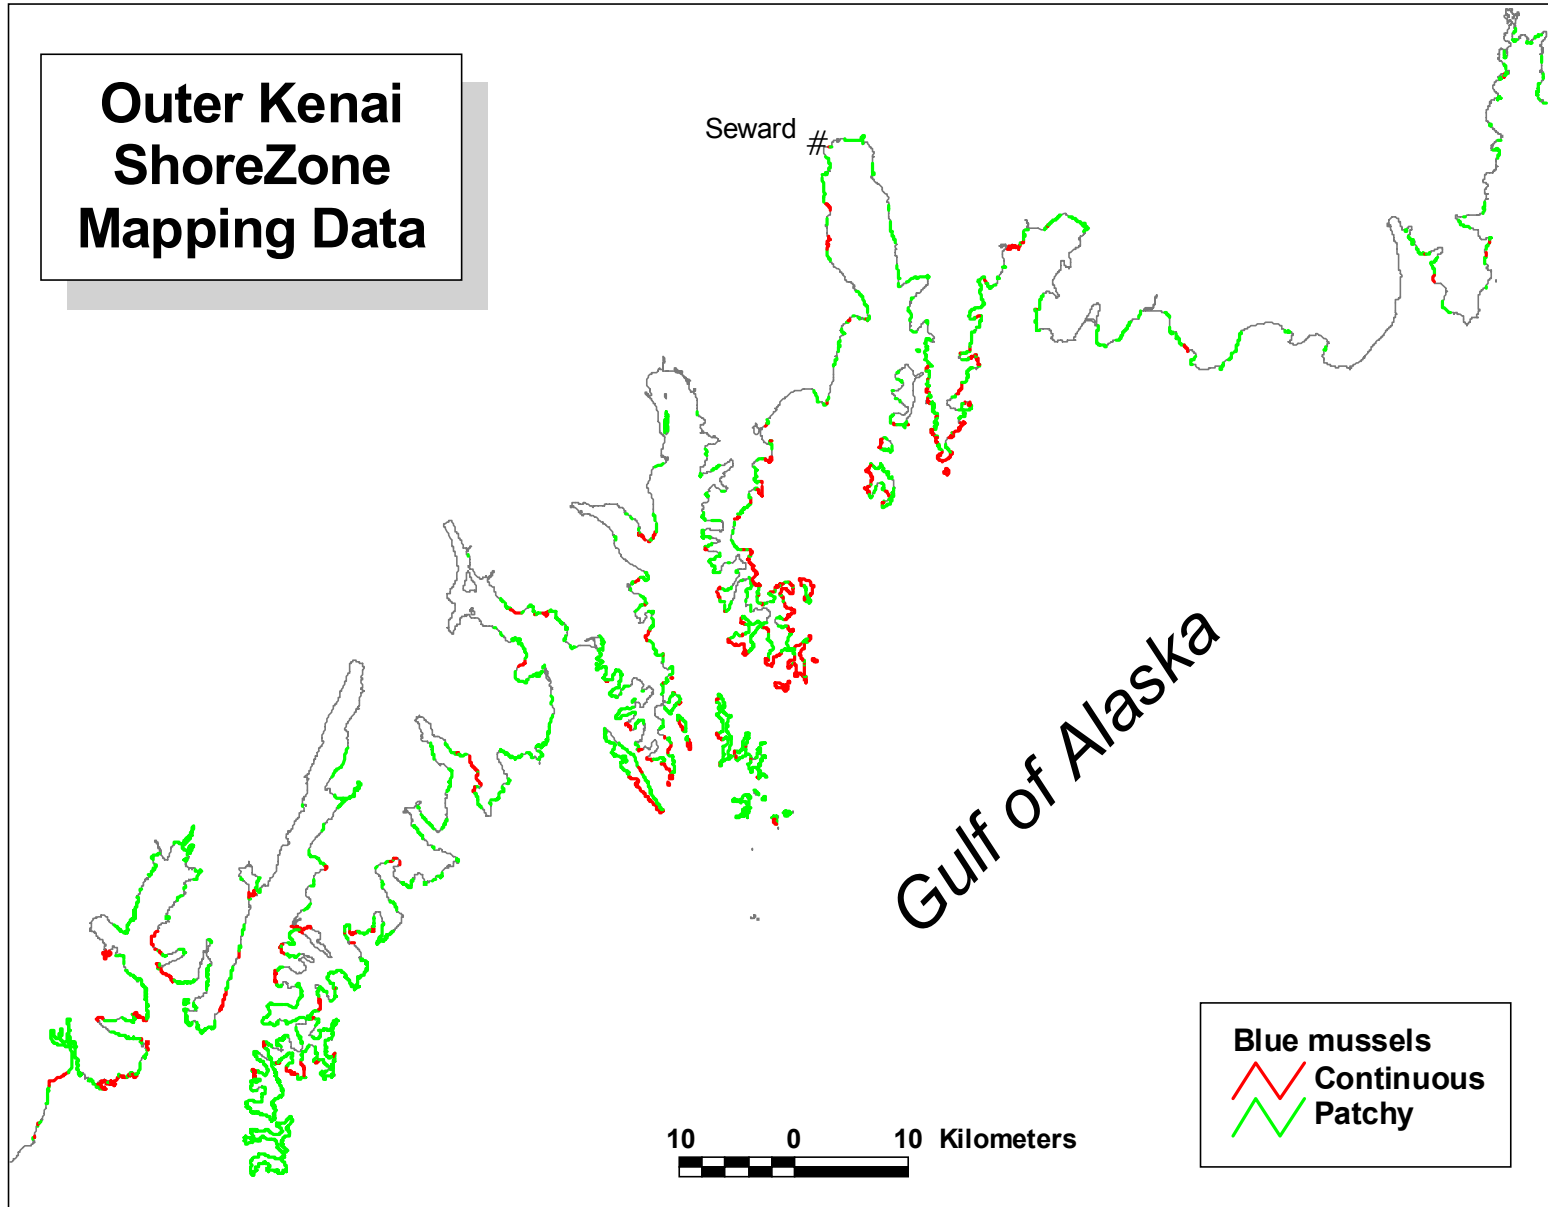 Outer Kenai
ShoreZone
Mapping Data
Seward
#
Gulf of Alaska
Blue mussels
Continuous
Patchy
10 0 10 Kilometers